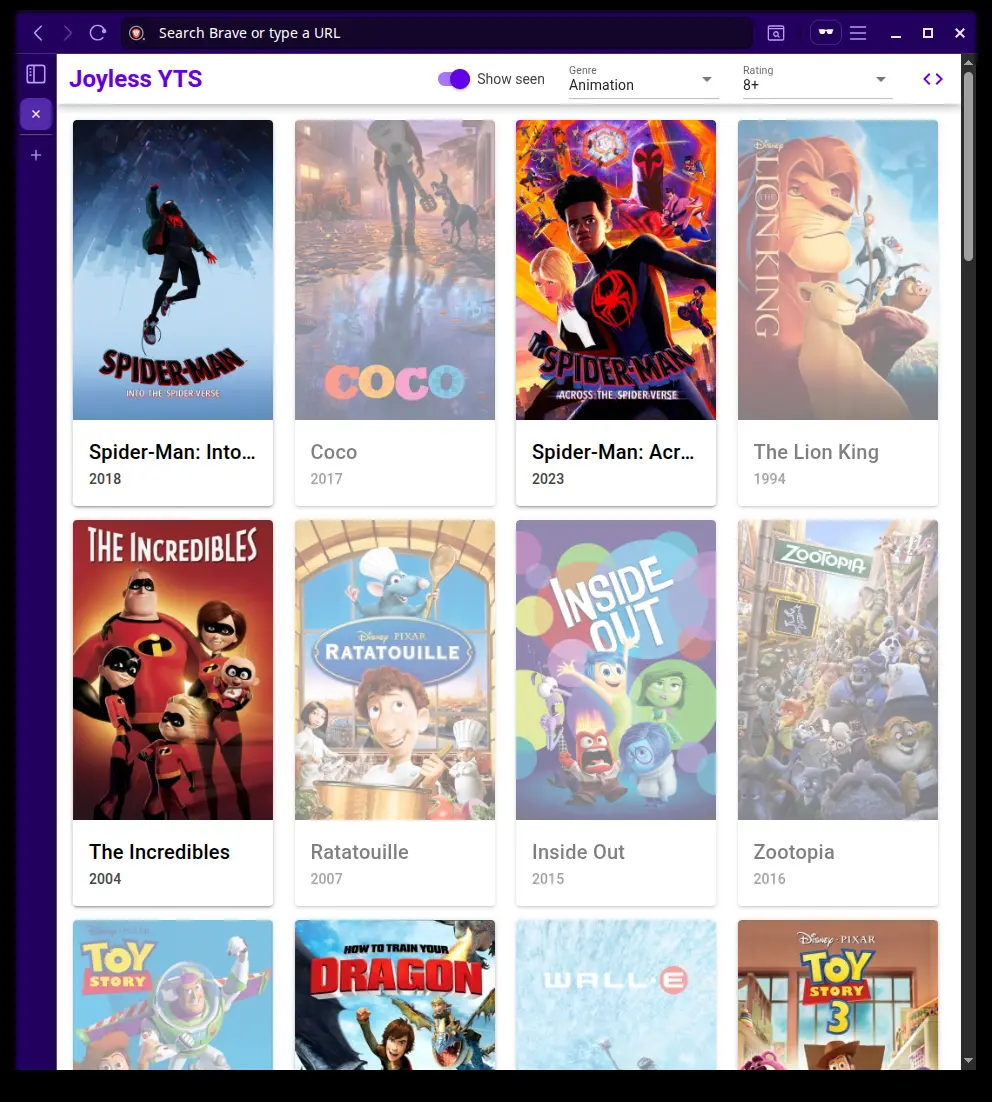 Search Brave or type a URL
Joyless YTS
Show seen
Genre
Animation
Rating
8+
SPIDER-MAN
INTO THE SPIDER-VERSE
Spider-Man: Into…
2018
COCO
Coco
2017
SPIDER-MAN
ACROSS THE SPIDER-VERSE
Spider-Man: Acr…
2023
Disney
THE
LION KING
The Lion King
1994
THE INCREDIBLES
The Incredibles
2004
Disney PIXAR
RATATOUILLE
Ratatouille
2007
INSIDE
OUT
Inside Out
2015
ZOOTOPIA
Zootopia
2016
Disney · PIXAR
TOY
STORY
HOW TO TRAIN YOUR
DRAGON
WALL·E
Disney · PIXAR
TOY
STORY
3